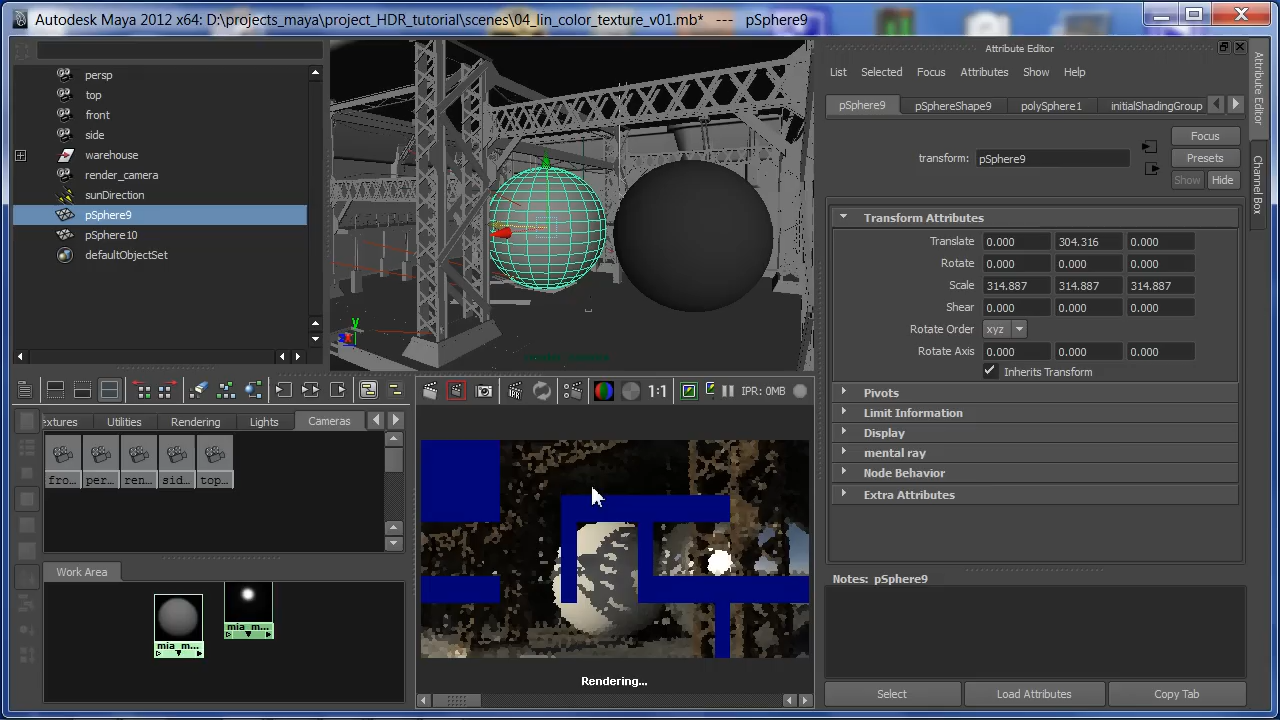 Autodesk Maya 2012 x64: D:\projects_maya\project_HDR_tutorial\scenes\04_lin_color_texture_v01.mb*   ---   pSphere9
persp
top
front
side
warehouse
render_camera
sunDirection
pSphere9
pSphere10
defaultObjectSet
Attribute Editor
List Selected Focus Attributes Show Help
pSphere9 pSphereShape9 polySphere1 initialShadingGroup
Focus
transform: pSphere9
Presets
Show Hide
Transform Attributes
Translate 0.000 304.316 0.000
Rotate 0.000 0.000 0.000
Scale 314.887 314.887 314.887
Shear 0.000 0.000 0.000
Rotate Order xyz
Rotate Axis 0.000 0.000 0.000
Inherits Transform
Pivots
Limit Information
Display
mental ray
Node Behavior
Extra Attributes
Notes: pSphere9
Select Load Attributes Copy Tab
Attribute Editor
Channel Box
y
1:1
IPR: 0MB
extures Utilities Rendering Lights Cameras
fro... per... ren... sid... top...
Work Area
mia_m...
mia_m...
Rendering...